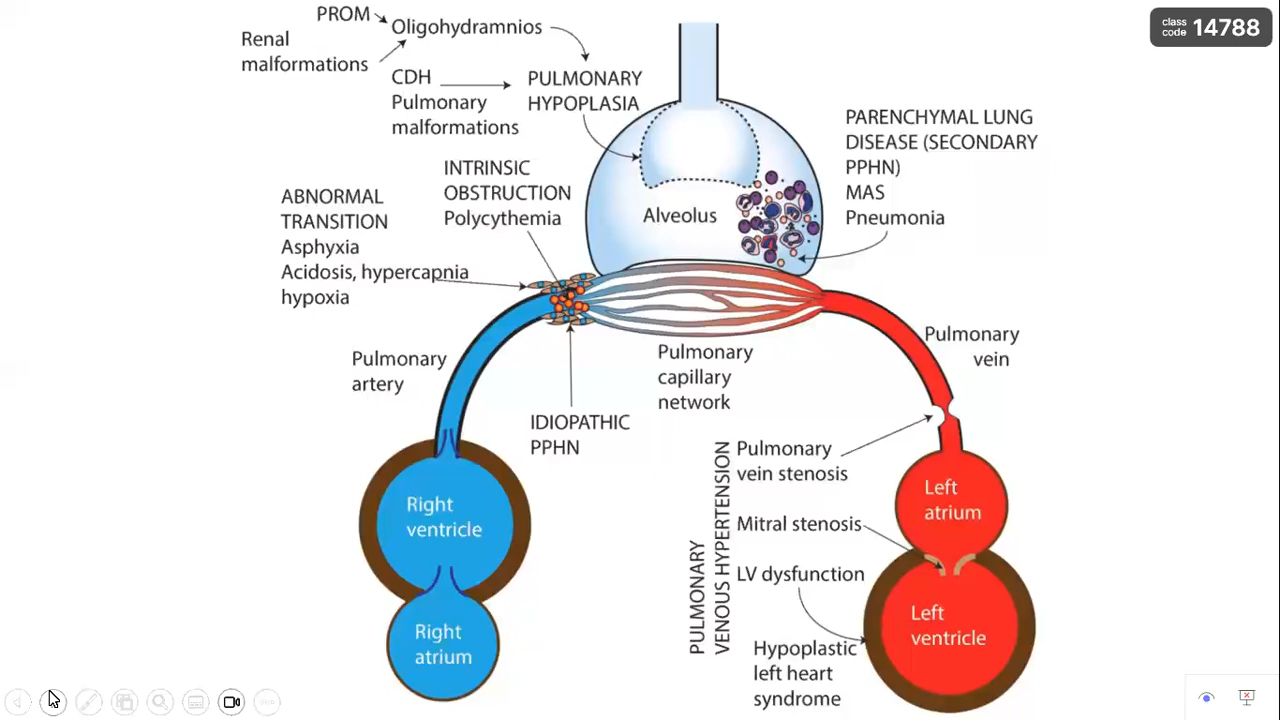 class
code 14788
PROM
Oligohydramnios
Renal
malformations
CDH
Pulmonary
malformations
PULMONARY
HYPOPLASIA
PARENCHYMAL LUNG
DISEASE (SECONDARY
PPHN)
MAS
Pneumonia
INTRINSIC
OBSTRUCTION
Polycythemia
ABNORMAL
TRANSITION
Asphyxia
Acidosis, hypercapnia
hypoxia
Alveolus
Pulmonary
artery
Pulmonary
capillary
network
Pulmonary
vein
IDIOPATHIC
PPHN
PULMONARY
VENOUS HYPERTENSION
Pulmonary
vein stenosis
Mitral stenosis
LV dysfunction
Hypoplastic
left heart
syndrome
Right
ventricle
Right
atrium
Left
atrium
Left
ventricle